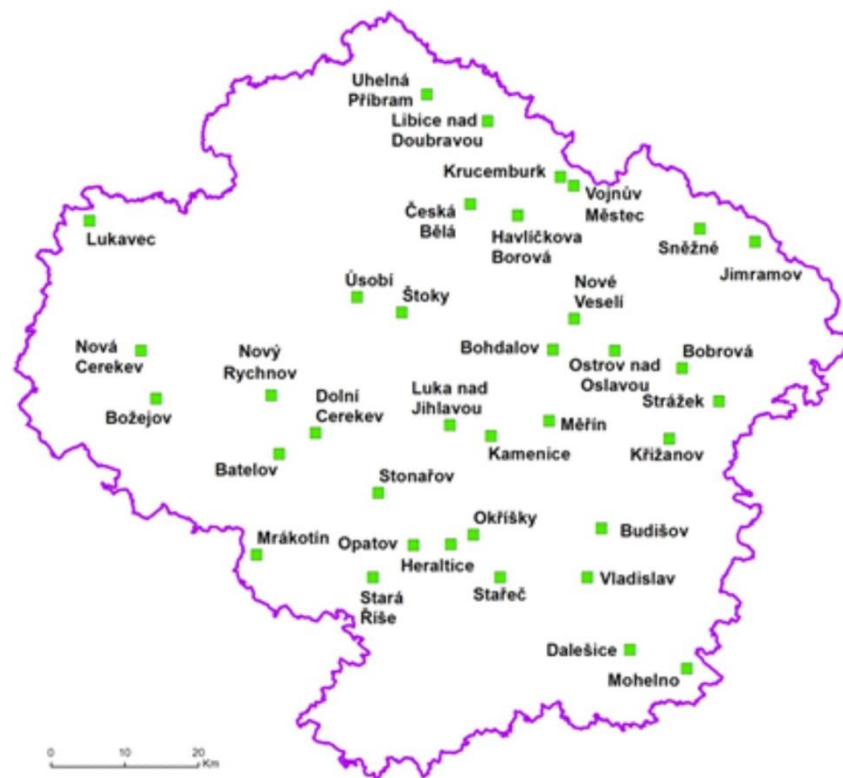 Uhelná
Příbram
Libice nad
Doubravou
Krucemburk
Vojnův
Městec
Česká
Bělá
Havlíčkova
Borová
Lukavec
Sněžné
Jimramov
Úsobí
Štoky
Nové
Veselí
Nová
Cerekev
Nový
Rychnov
Bohdalov
Ostrov nad
Oslavou
Bobrová
Božejov
Dolní
Cerekev
Luka nad
Jihlavou
Strážek
Měřín
Kamenice
Křižanov
Batelov
Stonařov
Okříšky
Budišov
Mrákotín
Opatov
Heraltice
Stará
Říše
Stařeč
Vladislav
Dalešice
Mohelno
0 10 20
Km